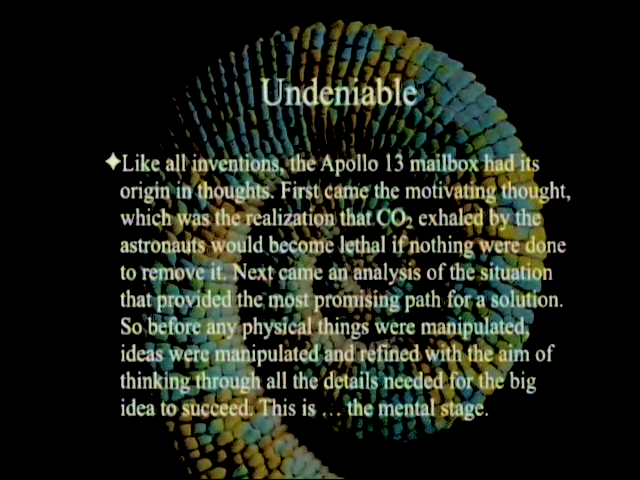 Undeniable
✦Like all inventions, the Apollo 13 mailbox had its
origin in thoughts. First came the motivating thought,
which was the realization that CO₂ exhaled by the
astronauts would become lethal if nothing were done
to remove it. Next came an analysis of the situation
that provided the most promising path for a solution.
So before any physical things were manipulated,
ideas were manipulated and refined with the aim of
thinking through all the details needed for the big
idea to succeed. This is … the mental stage.